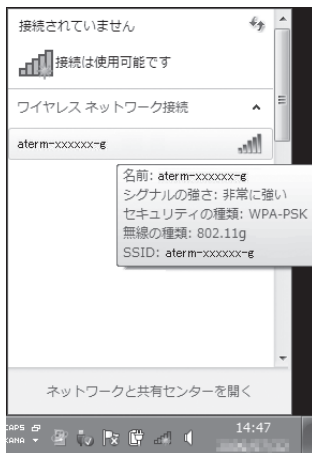 接続されていません
接続は使用可能です
ワイヤレス ネットワーク接続
aterm-xxxxxx-g
名前: aterm-xxxxxx-g
シグナルの強さ: 非常に強い
セキュリティの種類: WPA-PSK
無線の種類: 802.11g
SSID: aterm-xxxxxx-g
ネットワークと共有センターを開く
CAPS
KANA
14:47